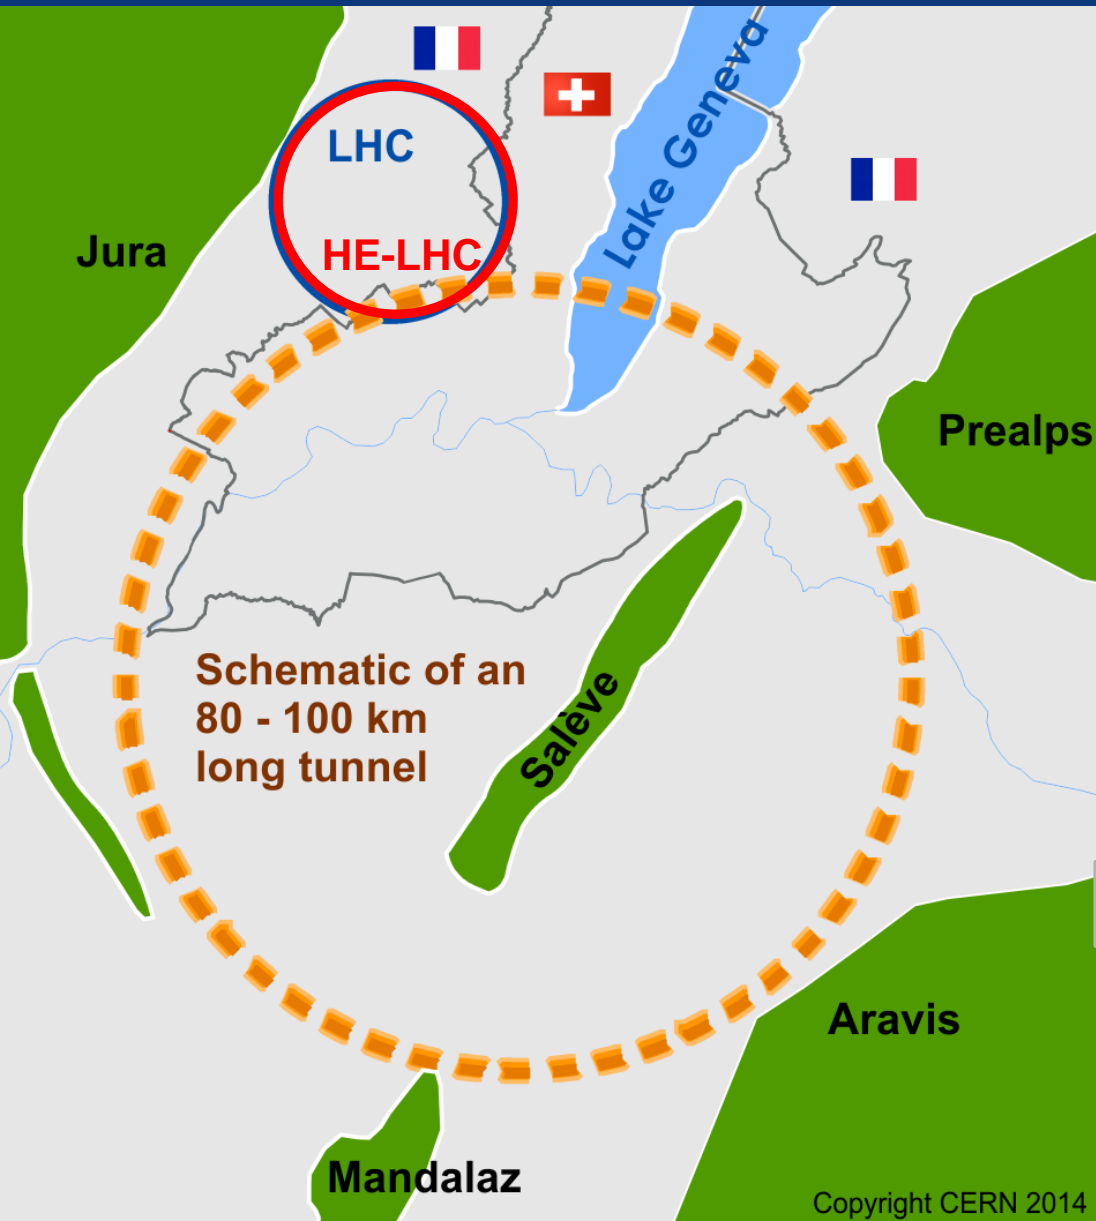 Lake Geneva
LHC
HE-LHC
Jura
Prealps
Schematic of an
80 - 100 km
long tunnel
Salève
Aravis
Mandalaz
Copyright CERN 2014